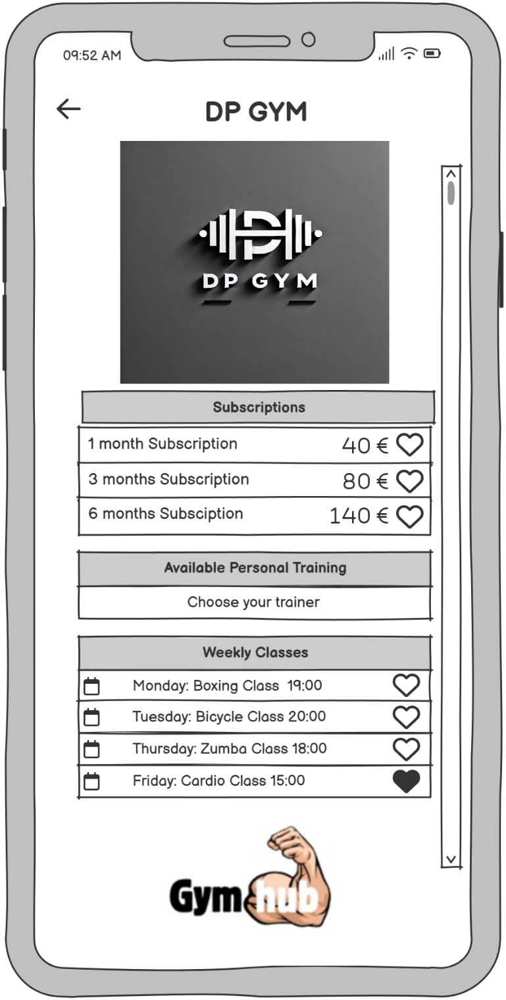 09:52 AM
DP GYM
DP GYM
Subscriptions
1 month Subscription 40 €
3 months Subscription 80 €
6 months Subsciption 140 €
Available Personal Training
Choose your trainer
Weekly Classes
Monday: Boxing Class 19:00
Tuesday: Bicycle Class 20:00
Thursday: Zumba Class 18:00
Friday: Cardio Class 15:00
Gym hub